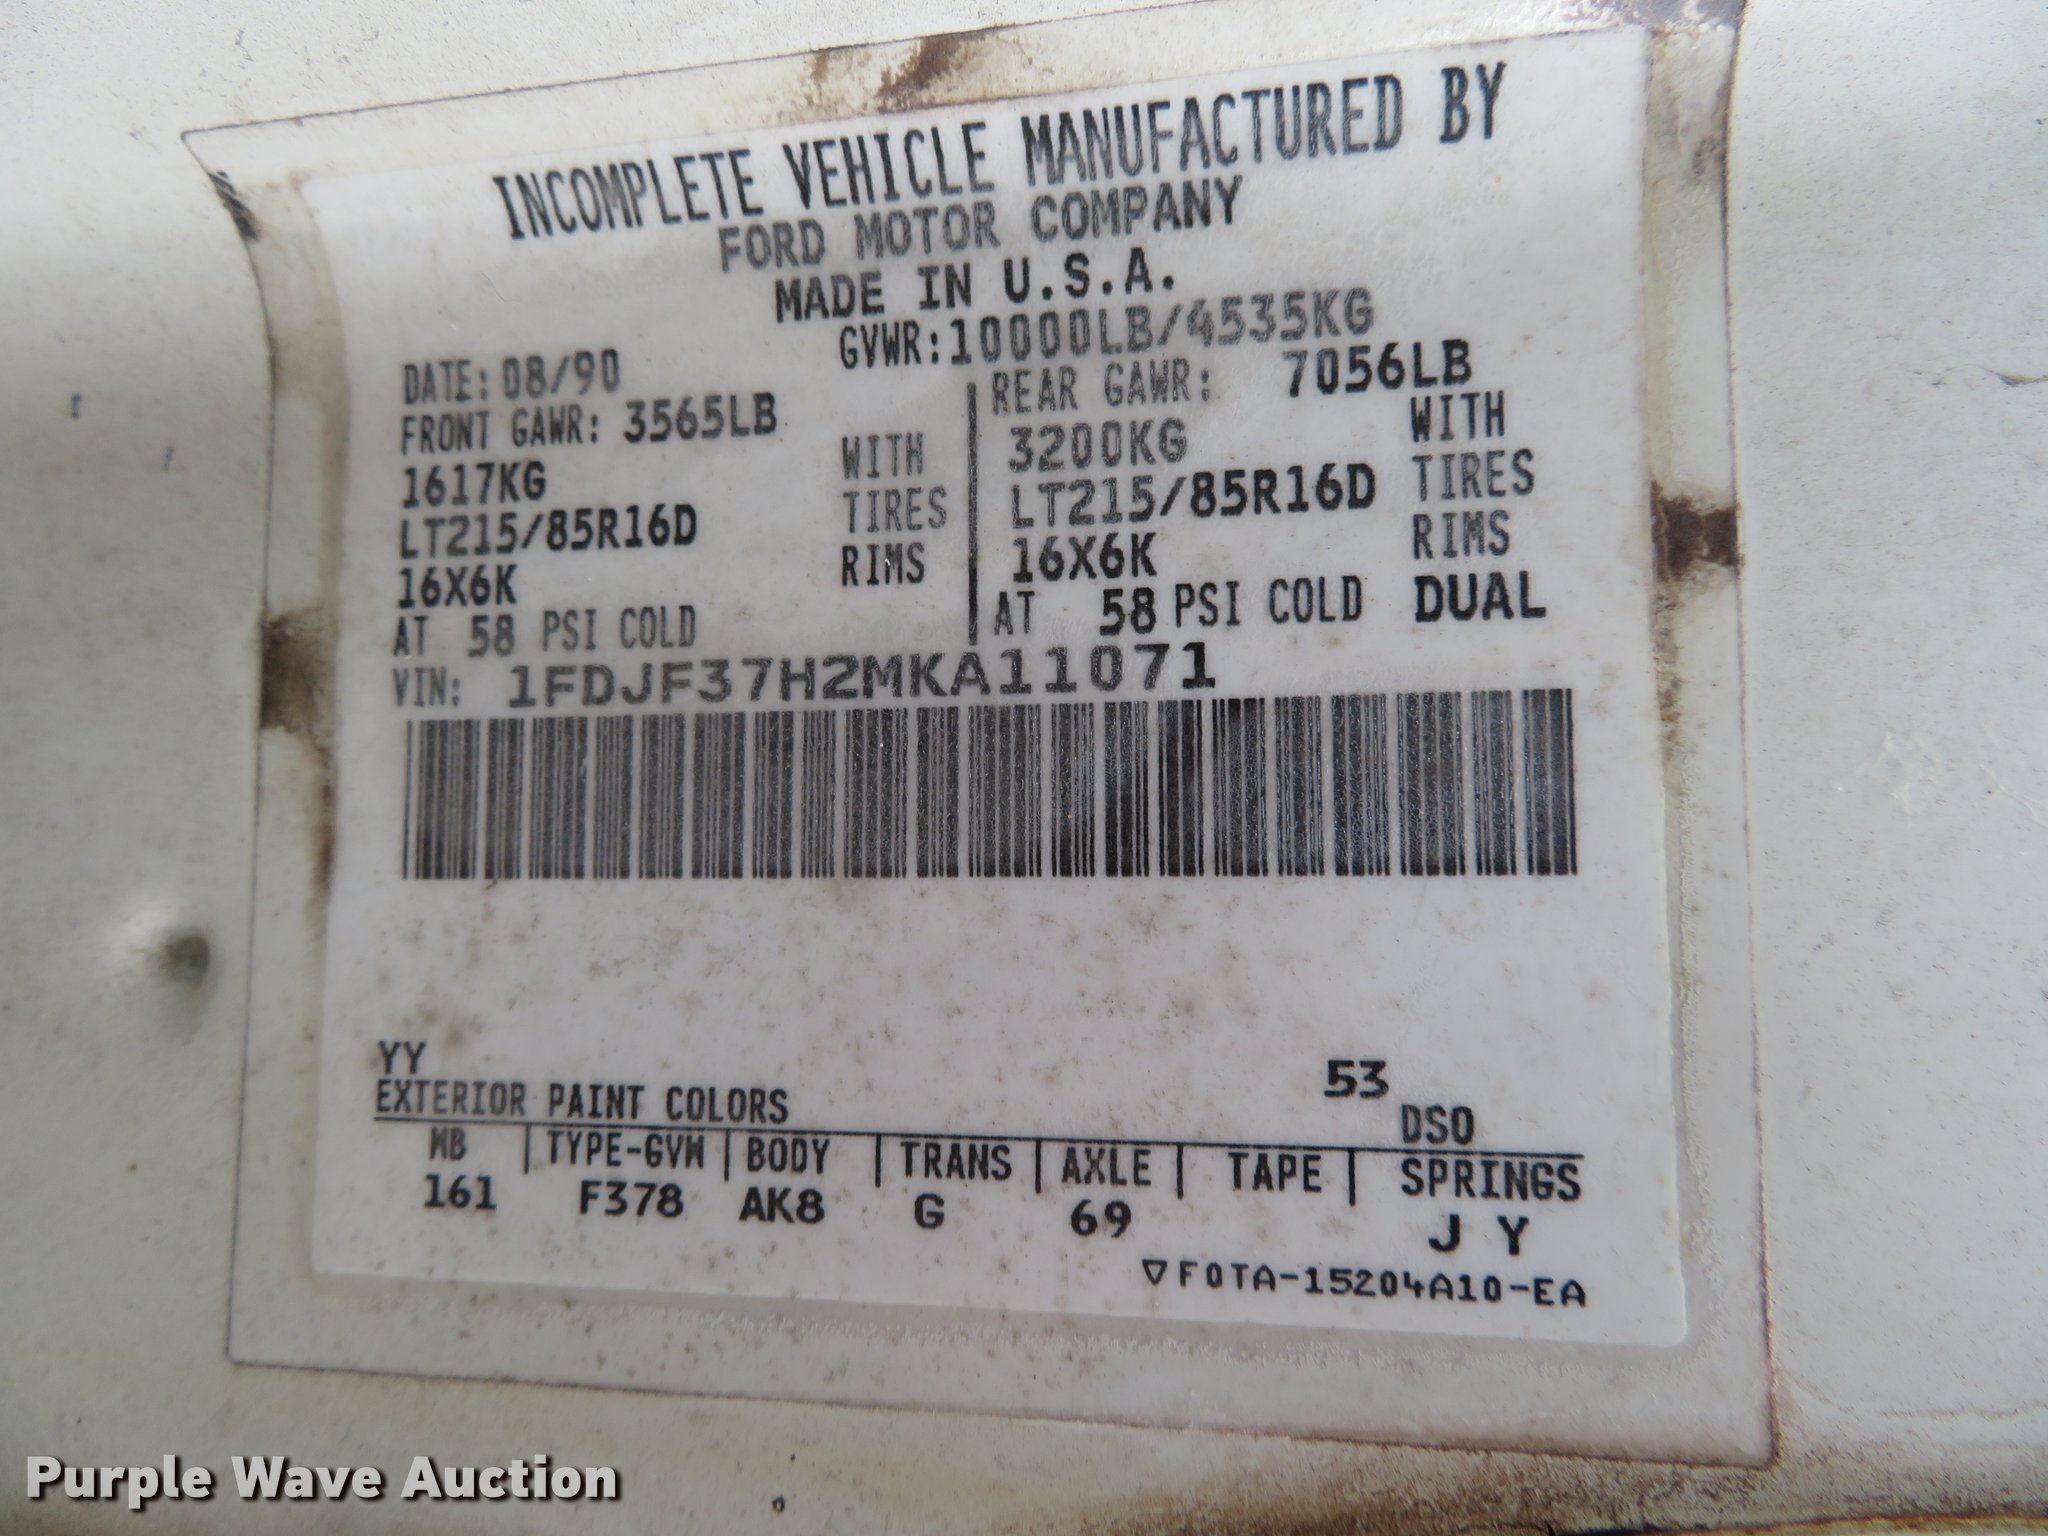 INCOMPLETE VEHICLE MANUFACTURED BY
FORD MOTOR COMPANY
MADE IN U.S.A.
DATE: 08/90 GVWR: 10000LB/4535KG
FRONT GAWR: 3565LB REAR GAWR: 7056LB
1617KG WITH 3200KG WITH
LT215/85R16D TIRES LT215/85R16D TIRES
16X6K RIMS 16X6K RIMS
AT 58 PSI COLD AT 58 PSI COLD DUAL
VIN: 1FDJF37H2MKA11071
YY 53
EXTERIOR PAINT COLORS DSO
WB | TYPE-GVW | BODY | TRANS | AXLE | TAPE | SPRINGS
161 F378 AK8 G 69 J Y
▽F0TA-15204A10-EA
Purple Wave Auction